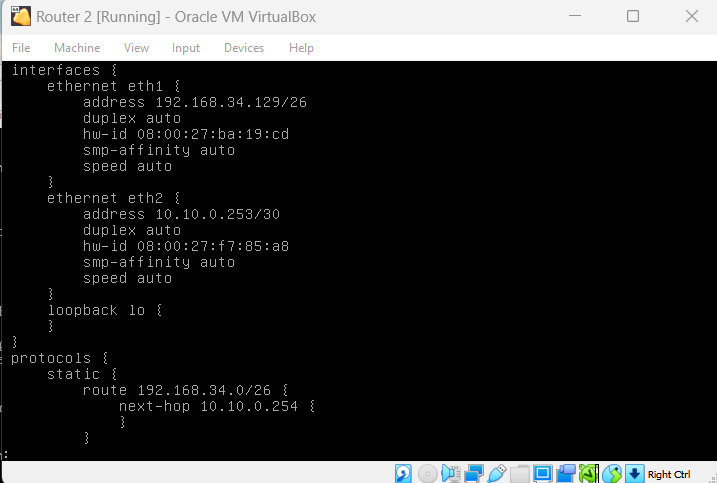 Router 2 [Running] - Oracle VM VirtualBox
File Machine View Input Devices Help
interfaces {
    ethernet eth1 {
        address 192.168.34.129/26
        duplex auto
        hw-id 08:00:27:ba:19:cd
        smp-affinity auto
        speed auto
    }
    ethernet eth2 {
        address 10.10.0.253/30
        duplex auto
        hw-id 08:00:27:f7:85:a8
        smp-affinity auto
        speed auto
    }
    loopback lo {
    }
}
protocols {
    static {
        route 192.168.34.0/26 {
            next-hop 10.10.0.254 {
            }
        }
:
Right Ctrl